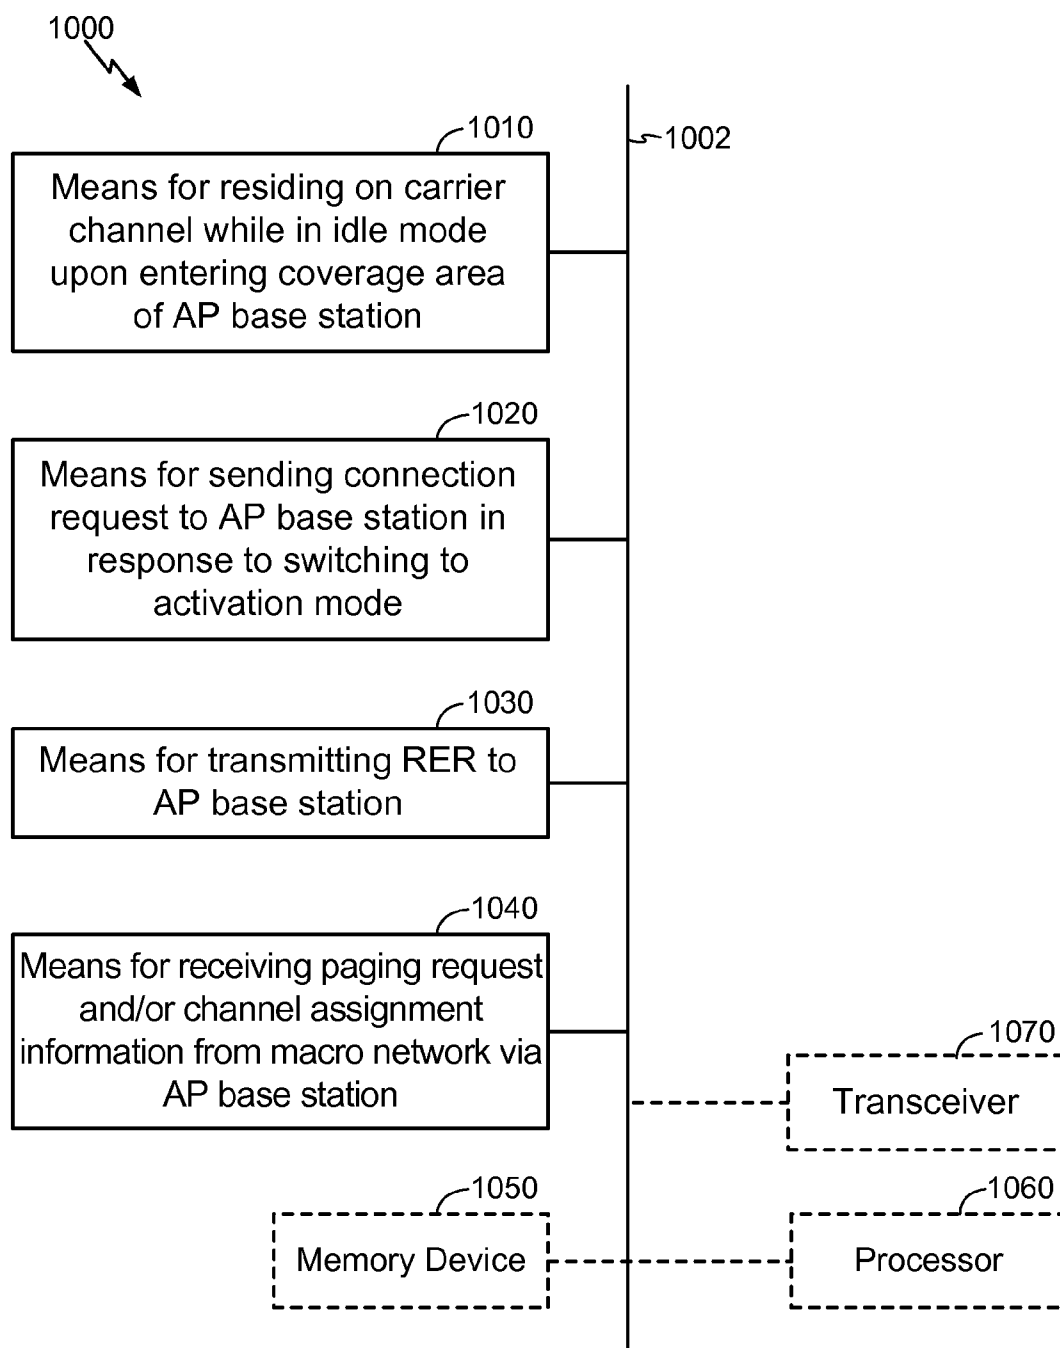 1000
1010
1002
Means for residing on carrier
channel while in idle mode
upon entering coverage area
of AP base station
1020
Means for sending connection
request to AP base station in
response to switching to
activation mode
1030
Means for transmitting RER to
AP base station
1040
Means for receiving paging request
and/or channel assignment
information from macro network via
AP base station
1070
Transceiver
1050
Memory Device
1060
Processor